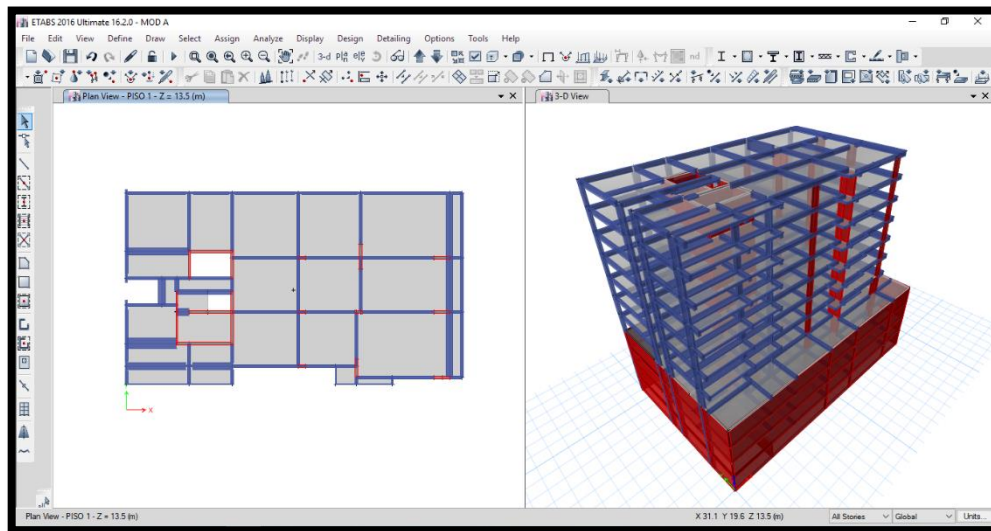 ETABS 2016 Ultimate 16.2.0 - MOD A
File Edit View Define Draw Select Assign Analyze Display Design Detailing Options Tools Help
3-d
nd
Plan View - PISO 1 - Z = 13.5 (m)
3-D View
X
Plan View - PISO 1 - Z = 13.5 (m)
X 31.1 Y 19.6 Z 13.5 (m)
All Stories
Global
Units...